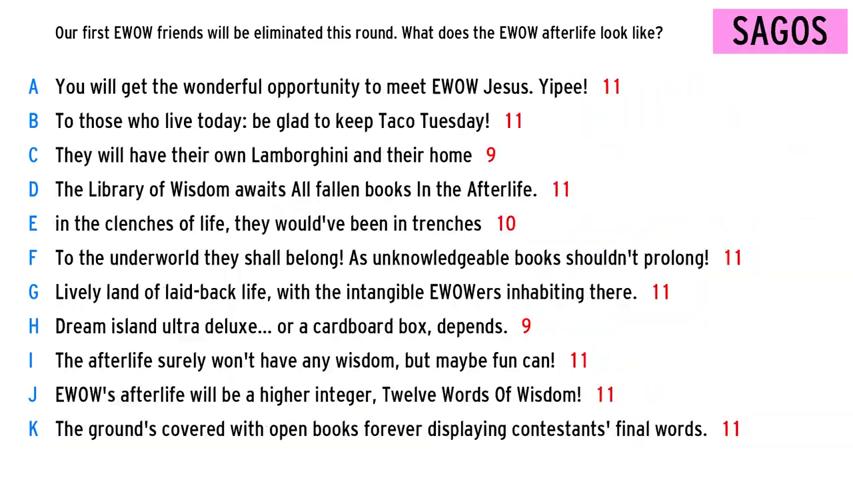 Our first EWOW friends will be eliminated this round. What does the EWOW afterlife look like?
SAGOS
A You will get the wonderful opportunity to meet EWOW Jesus. Yipee! 11
B To those who live today: be glad to keep Taco Tuesday! 11
C They will have their own Lamborghini and their home 9
D The Library of Wisdom awaits All fallen books In the Afterlife. 11
E in the clenches of life, they would've been in trenches 10
F To the underworld they shall belong! As unknowledgeable books shouldn't prolong! 11
G Lively land of laid-back life, with the intangible EWOWers inhabiting there. 11
H Dream island ultra deluxe... or a cardboard box, depends. 9
I The afterlife surely won't have any wisdom, but maybe fun can! 11
J EWOW's afterlife will be a higher integer, Twelve Words Of Wisdom! 11
K The ground's covered with open books forever displaying contestants' final words. 11